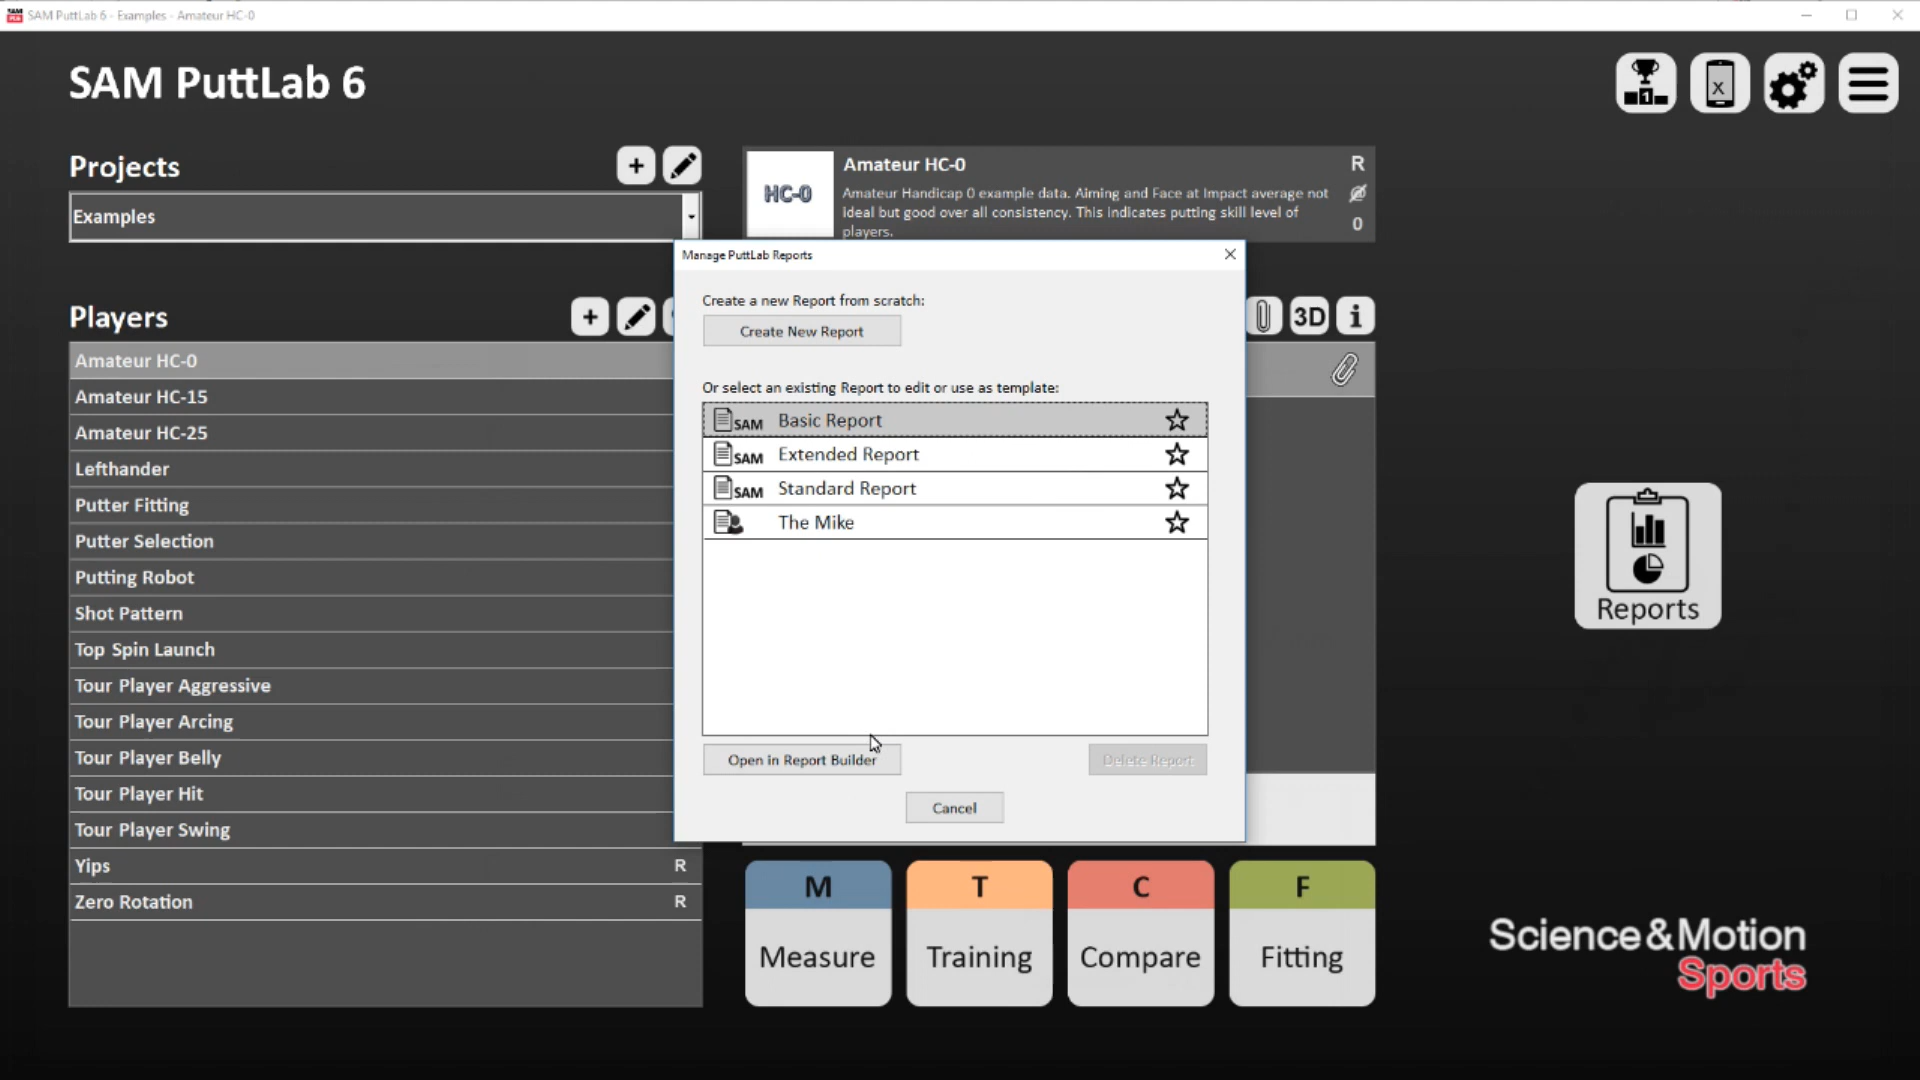 SAM PuttLab 6 - Examples - Amateur HC-0
SAM PuttLab 6
1
X
Projects
+
Examples
HC-0
Amateur HC-0
R
Amateur Handicap 0 example data. Aiming and Face at Impact average not
ideal but good over all consistency. This indicates putting skill level of
players.
0
Players
+
3D
i
Amateur HC-0
Amateur HC-15
Amateur HC-25
Lefthander
Putter Fitting
Putter Selection
Putting Robot
Shot Pattern
Top Spin Launch
Tour Player Aggressive
Tour Player Arcing
Tour Player Belly
Tour Player Hit
Tour Player Swing
Yips R
Zero Rotation R
Manage PuttLab Reports
Create a new Report from scratch:
Create New Report
Or select an existing Report to edit or use as template:
SAM Basic Report
SAM Extended Report
SAM Standard Report
The Mike
Open in Report Builder
Delete Report
Cancel
Reports
M
Measure
T
Training
C
Compare
F
Fitting
Science&Motion
Sports